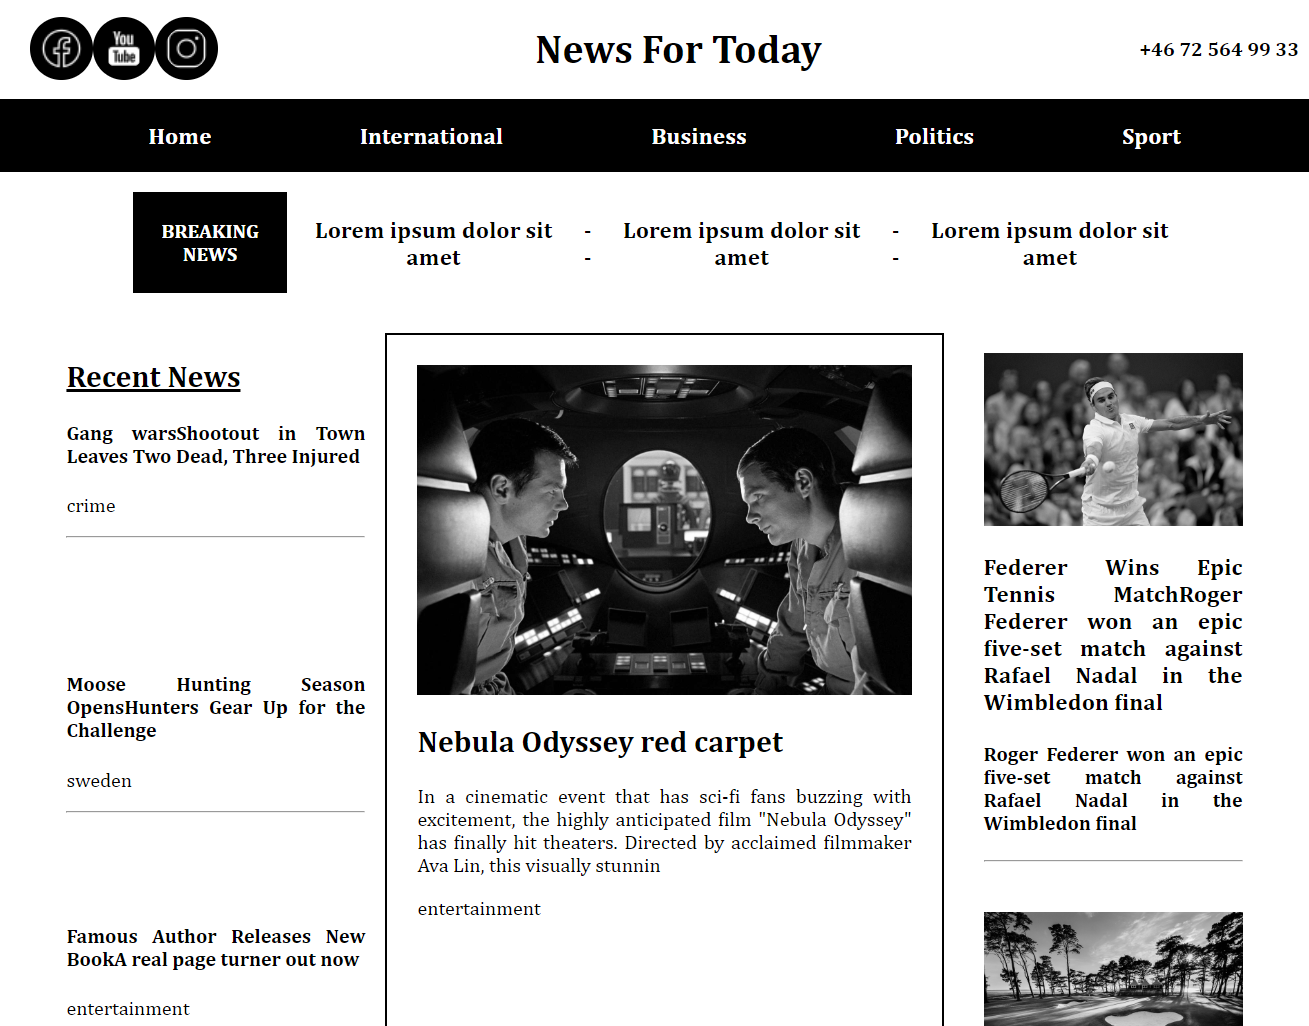 You
Tube
News For Today
+46 72 564 99 33
Home International Business Politics Sport
BREAKING
NEWS
Lorem ipsum dolor sit
amet
-
-
Lorem ipsum dolor sit
amet
-
-
Lorem ipsum dolor sit
amet
Recent News
Gang warsShootout in Town
Leaves Two Dead, Three Injured
crime
Moose Hunting Season
OpensHunters Gear Up for the
Challenge
sweden
Famous Author Releases New
BookA real page turner out now
entertainment
Nebula Odyssey red carpet
In a cinematic event that has sci-fi fans buzzing with
excitement, the highly anticipated film "Nebula Odyssey"
has finally hit theaters. Directed by acclaimed filmmaker
Ava Lin, this visually stunnin
entertainment
Federer Wins Epic
Tennis MatchRoger
Federer won an epic
five-set match against
Rafael Nadal in the
Wimbledon final
Roger Federer won an epic
five-set match against
Rafael Nadal in the
Wimbledon final